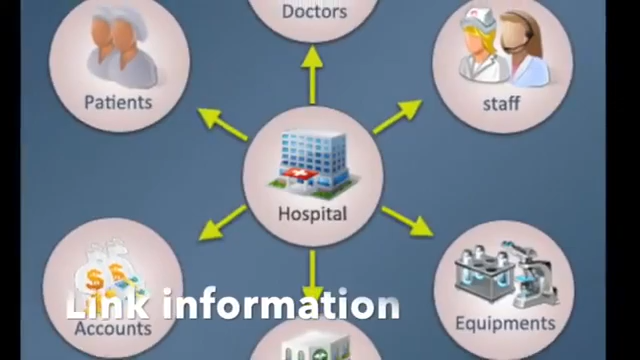 Doctors
Patients
staff
Hospital
Link information
Accounts
Equipments